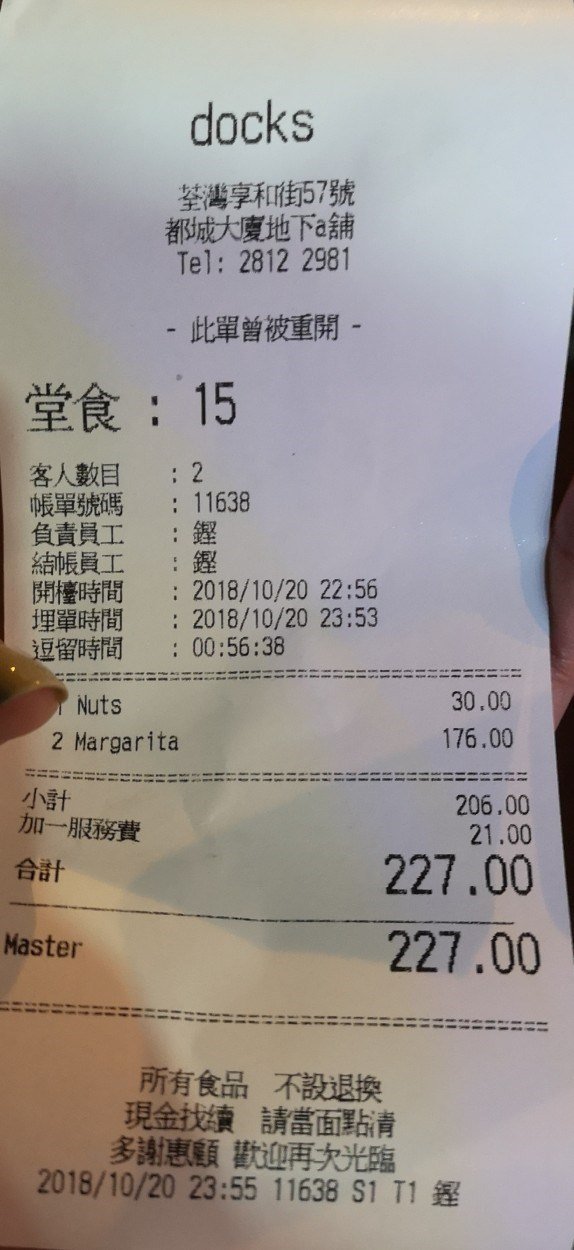 docks
荃灣享和街57號
都城大廈地下a舖
Tel: 2812 2981
- 此單曾被重開 -
堂食 : 15
客人數目 : 2
帳單號碼 : 11638
負責員工 : 鏗
結帳員工 : 鏗
開檯時間 : 2018/10/20 22:56
埋單時間 : 2018/10/20 23:53
逗留時間 : 00:56:38
1 Nuts 30.00
2 Margarita 176.00
小計 206.00
加一服務費 21.00
合計 227.00
Master 227.00
所有食品 不設退換
現金找續 請當面點清
多謝惠顧 歡迎再次光臨
2018/10/20 23:55 11638 S1 T1 鏗